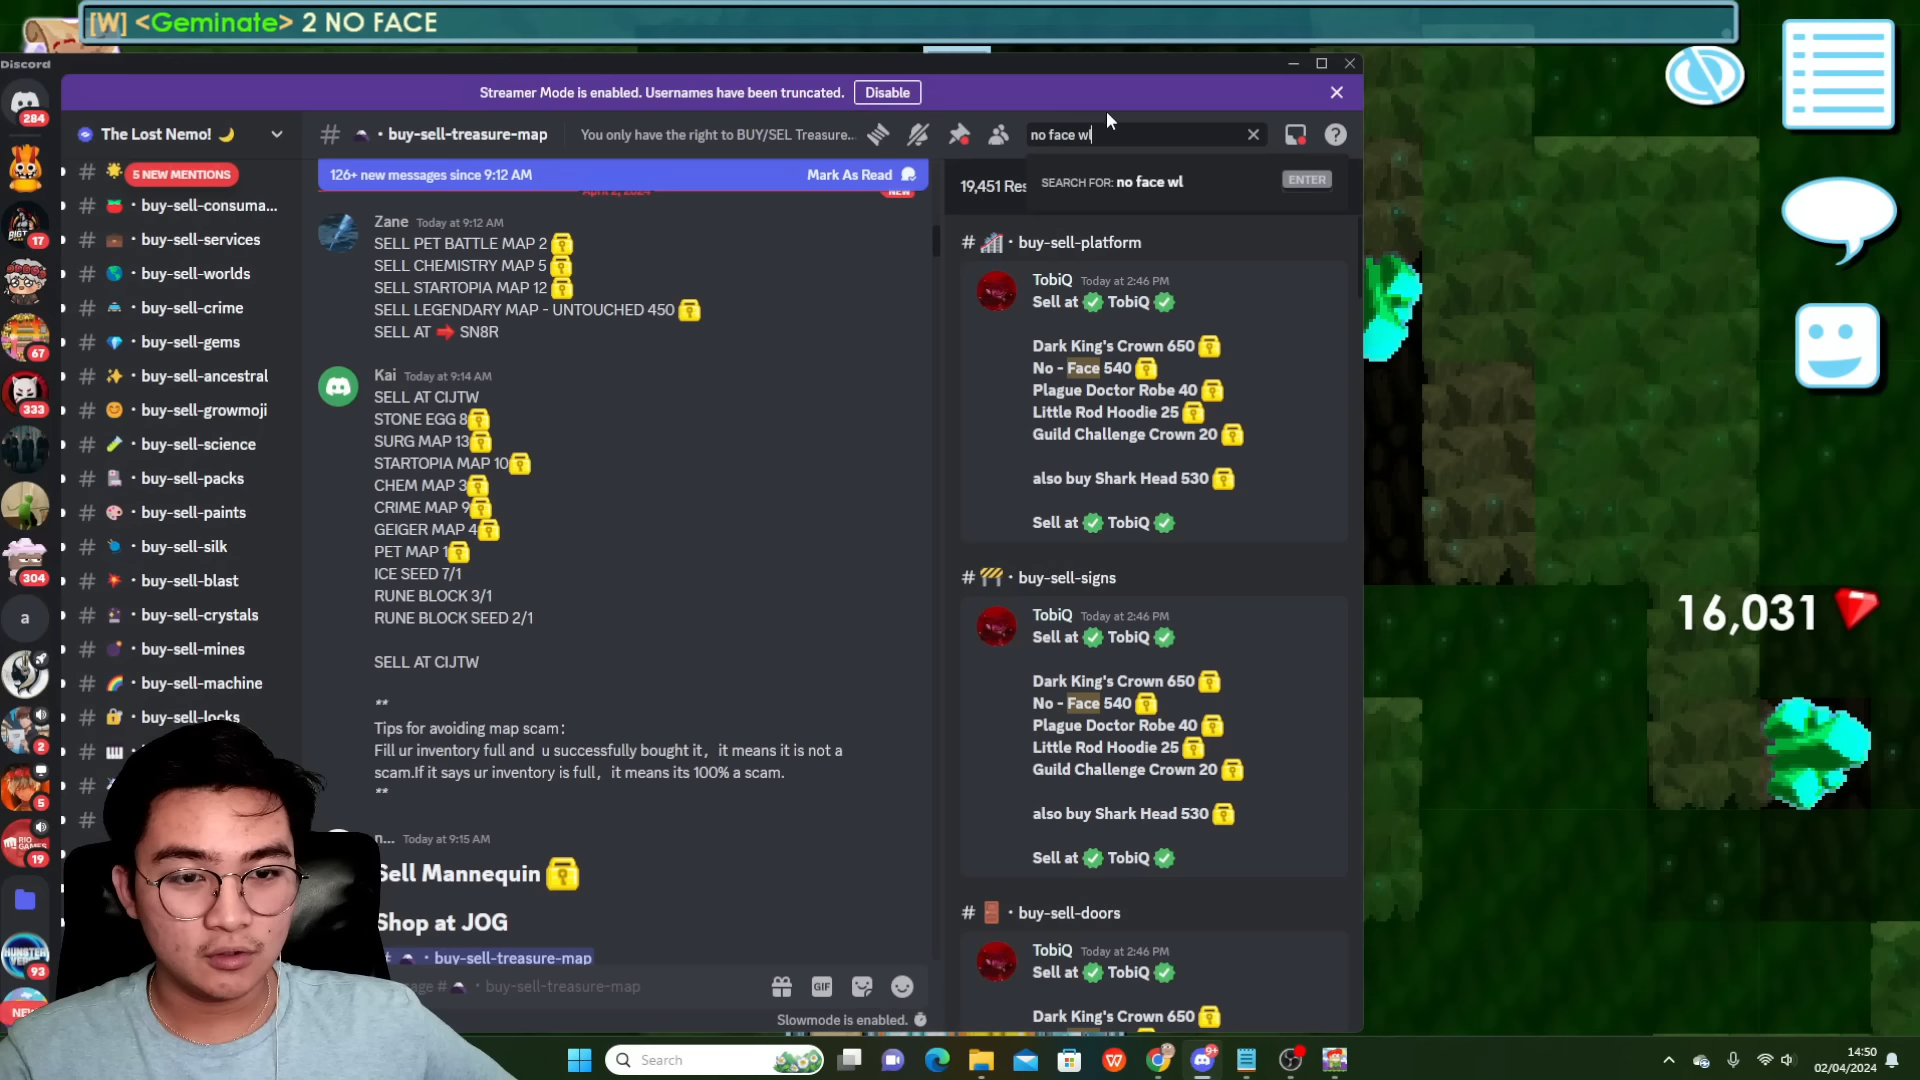 [W] <Geminate> 2 NO FACE
Discord
Streamer Mode is enabled. Usernames have been truncated.
Disable
284
17
67
333
304
a
2
5
19
93
NEW
The Lost Nemo!
5 NEW MENTIONS
buy-sell-consuma...
buy-sell-services
buy-sell-worlds
buy-sell-crime
buy-sell-gems
buy-sell-ancestral
buy-sell-growmoji
buy-sell-science
buy-sell-packs
buy-sell-paints
buy-sell-silk
buy-sell-blast
buy-sell-crystals
buy-sell-mines
buy-sell-machine
buy-sell-locks
# buy-sell-treasure-map
You only have the right to BUY/SEL Treasure...
126+ new messages since 9:12 AM
Mark As Read
April 2, 2024
NEW
Zane Today at 9:12 AM
SELL PET BATTLE MAP 2
SELL CHEMISTRY MAP 5
SELL STARTOPIA MAP 12
SELL LEGENDARY MAP - UNTOUCHED 450
SELL AT ➡ SN8R
Kai Today at 9:14 AM
SELL AT CIJTW
STONE EGG 8
SURG MAP 13
STARTOPIA MAP 10
CHEM MAP 3
CRIME MAP 9
GEIGER MAP 4
PET MAP 1
ICE SEED 7/1
RUNE BLOCK 3/1
RUNE BLOCK SEED 2/1
SELL AT CIJTW
**
Tips for avoiding map scam:
Fill ur inventory full and u successfully bought it, it means it is not a
scam.If it says ur inventory is full, it means its 100% a scam.
**
n... Today at 9:15 AM
Sell Mannequin
Shop at JOG
buy-sell-treasure-map
buy-sell-treasure-map
GIF
Slowmode is enabled.
no face wl
SEARCH FOR: no face wl
ENTER
19,451 Res
# buy-sell-platform
TobiQ Today at 2:46 PM
Sell at TobiQ
Dark King's Crown 650
No - Face 540
Plague Doctor Robe 40
Little Rod Hoodie 25
Guild Challenge Crown 20
also buy Shark Head 530
Sell at TobiQ
# buy-sell-signs
TobiQ Today at 2:46 PM
Sell at TobiQ
Dark King's Crown 650
No - Face 540
Plague Doctor Robe 40
Little Rod Hoodie 25
Guild Challenge Crown 20
also buy Shark Head 530
Sell at TobiQ
# buy-sell-doors
TobiQ Today at 2:46 PM
Sell at TobiQ
Dark King's Crown 650
16,031
Search
9+
14:50
02/04/2024